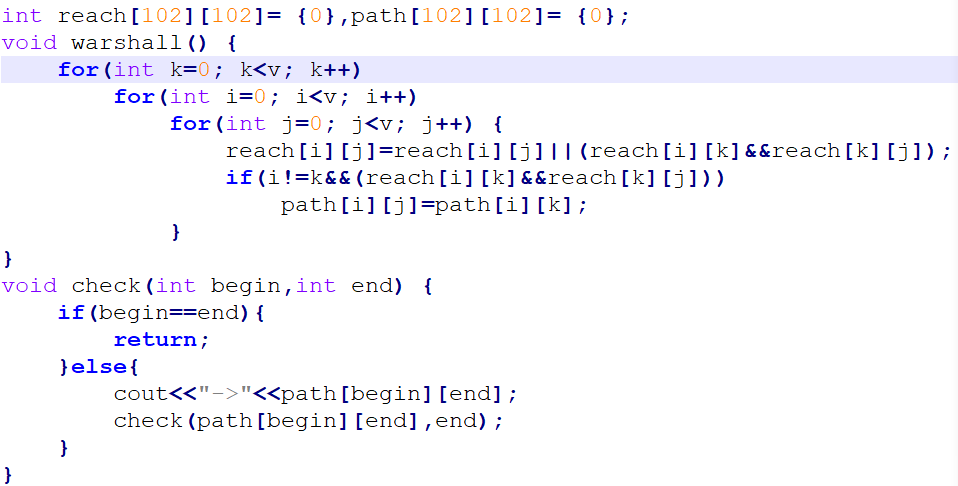 int reach[102][102]= {0},path[102][102]= {0};
void warshall() {
    for(int k=0; k<v; k++)
        for(int i=0; i<v; i++)
            for(int j=0; j<v; j++) {
                reach[i][j]=reach[i][j]||(reach[i][k]&&reach[k][j]);
                if(i!=k&&(reach[i][k]&&reach[k][j]))
                    path[i][j]=path[i][k];
            }
}
void check(int begin,int end) {
    if(begin==end){
        return;
    }else{
        cout<<"->"<<path[begin][end];
        check(path[begin][end],end);
    }
}